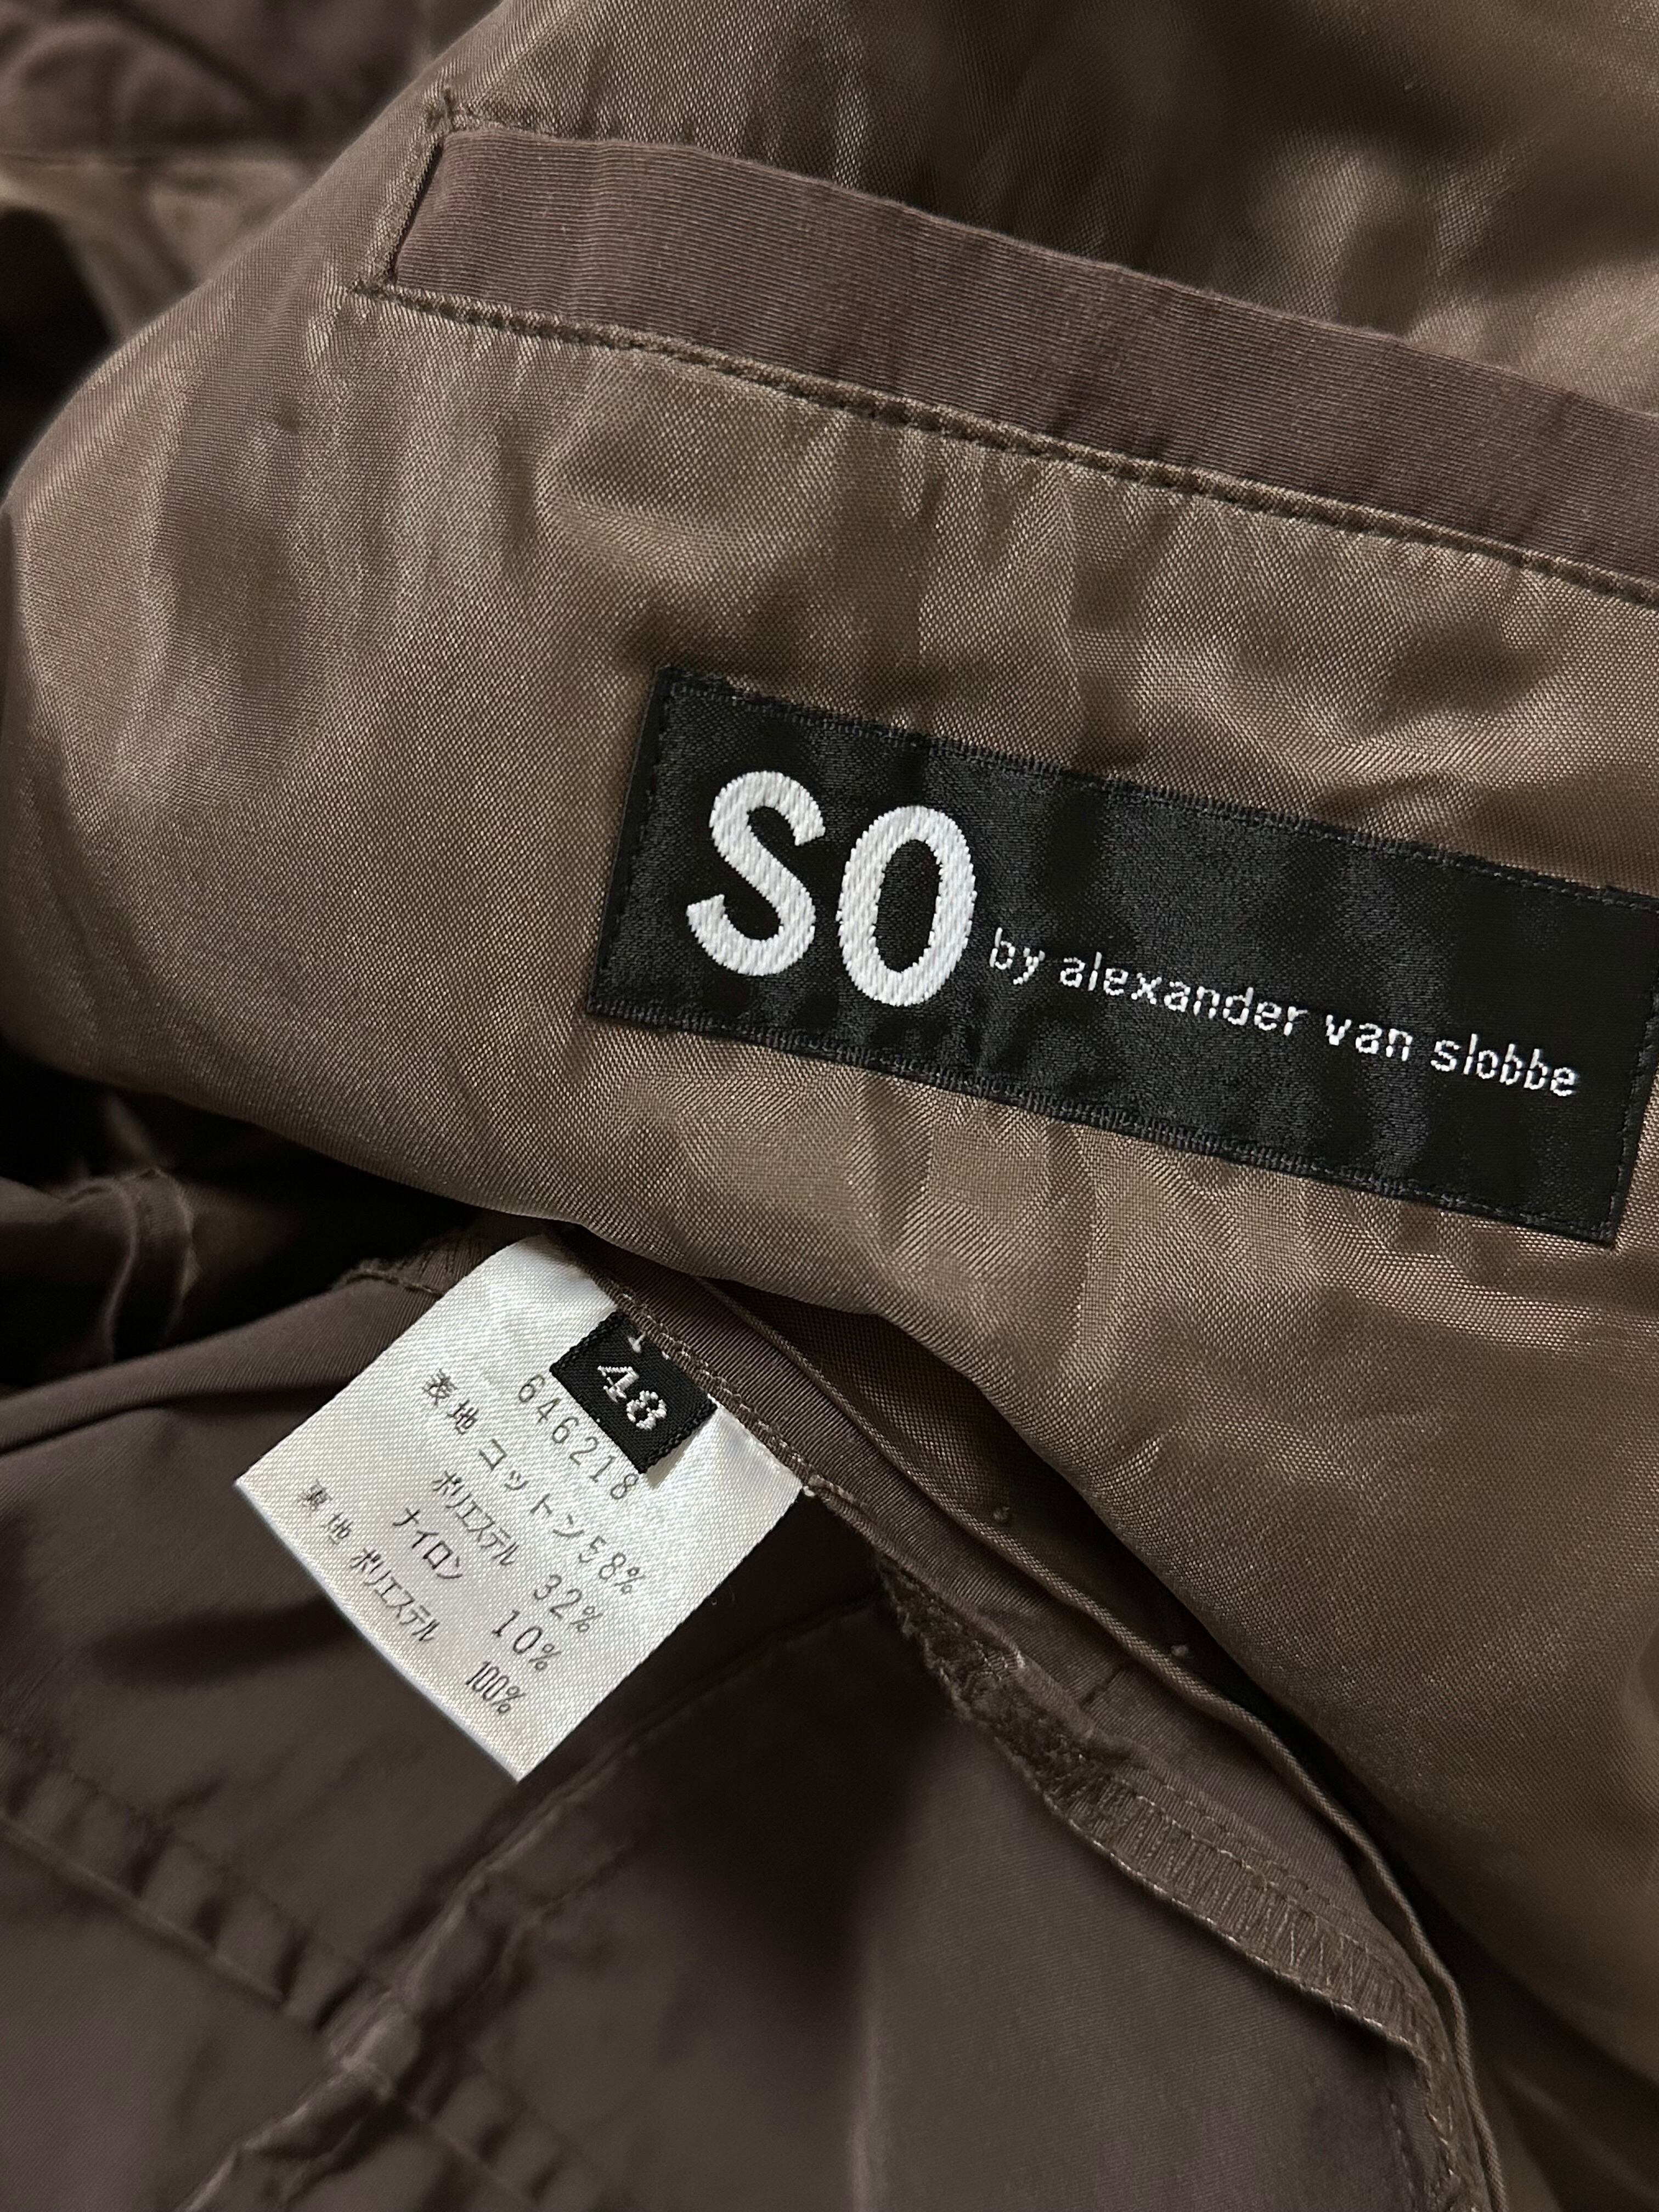 SO by alexander van slobbe
48
646218
表地 コットン 58%
ポリエステル 32%
ナイロン 10%
裏地 ポリエステル 100%